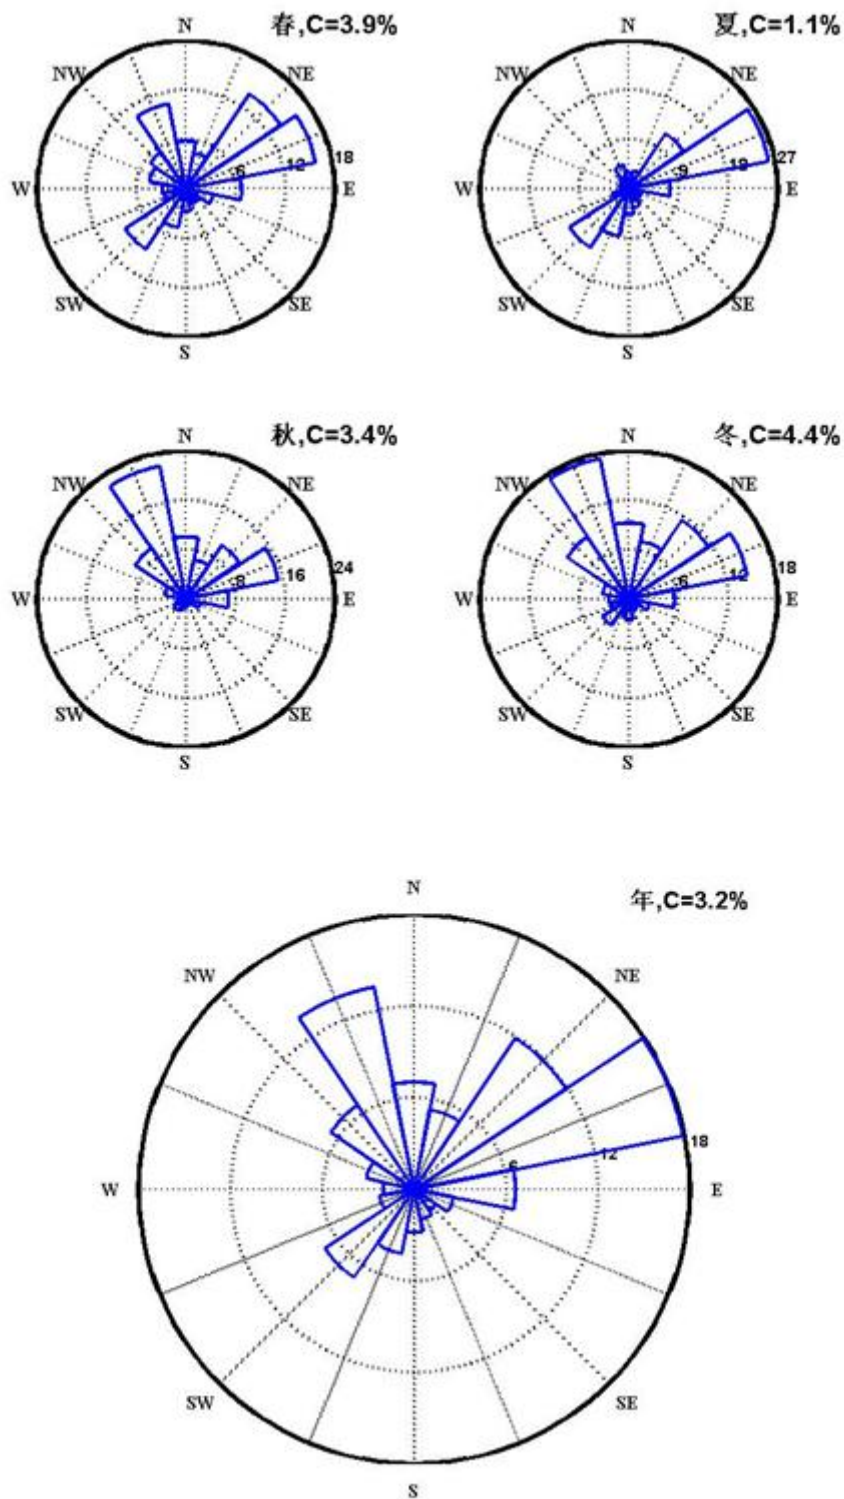 N 春,C=3.9% N 夏,C=1.1%
NW NE NW NE
6 12 18 9 18 27
W E W E
SW SE SW SE
S S
N 秋,C=3.4% N 冬,C=4.4%
NW NE NW NE
8 16 24 6 12 18
W E W E
SW SE SW SE
S S
N 年,C=3.2%
NW NE
6 12 18
W E
SW SE
S